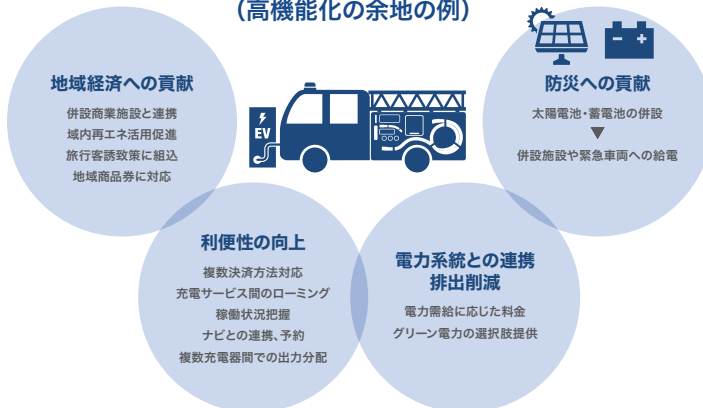 （高機能化の余地の例）
地域経済への貢献
併設商業施設と連携
域内再エネ活用促進
旅行客誘致策に組込
地域商品券に対応
EV
防災への貢献
太陽電池・蓄電池の併設
▼
併設施設や緊急車両への給電
利便性の向上
複数決済方法対応
充電サービス間のローミング
稼働状況把握
ナビとの連携、予約
複数充電器間での出力分配
電力系統との連携
排出削減
電力需給に応じた料金
グリーン電力の選択肢提供